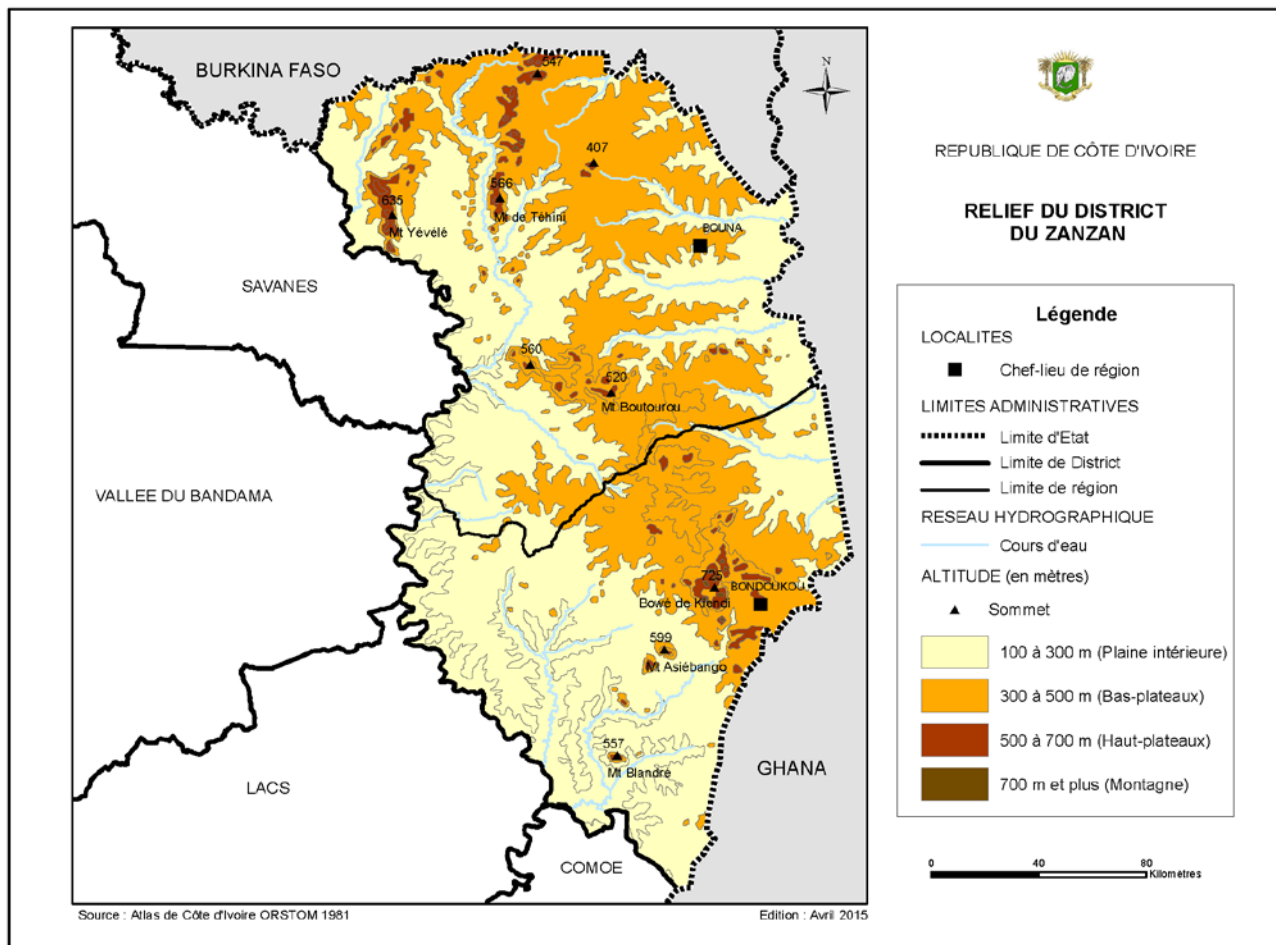 BURKINA FASO
547
N
407
566
Mt de Téhini
635
Mt Yévélé
BOUNA
SAVANES
560
520
Mt Boutourou
VALLEE DU BANDAMA
725
BONDOUKOU
Bowé de Kiendi
599
Mt Asiébango
557
Mt Blandré
GHANA
LACS
COMOE
Source : Atlas de Côte d'Ivoire ORSTOM 1981
Edition : Avril 2015
REPUBLIQUE DE CÔTE D'IVOIRE
RELIEF DU DISTRICT
DU ZANZAN
Légende
LOCALITES
Chef-lieu de région
LIMITES ADMINISTRATIVES
Limite d'Etat
Limite de District
Limite de région
RESEAU HYDROGRAPHIQUE
Cours d'eau
ALTITUDE (en mètres)
Sommet
100 à 300 m (Plaine intérieure)
300 à 500 m (Bas-plateaux)
500 à 700 m (Haut-plateaux)
700 m et plus (Montagne)
0 40 80
Kilomètres